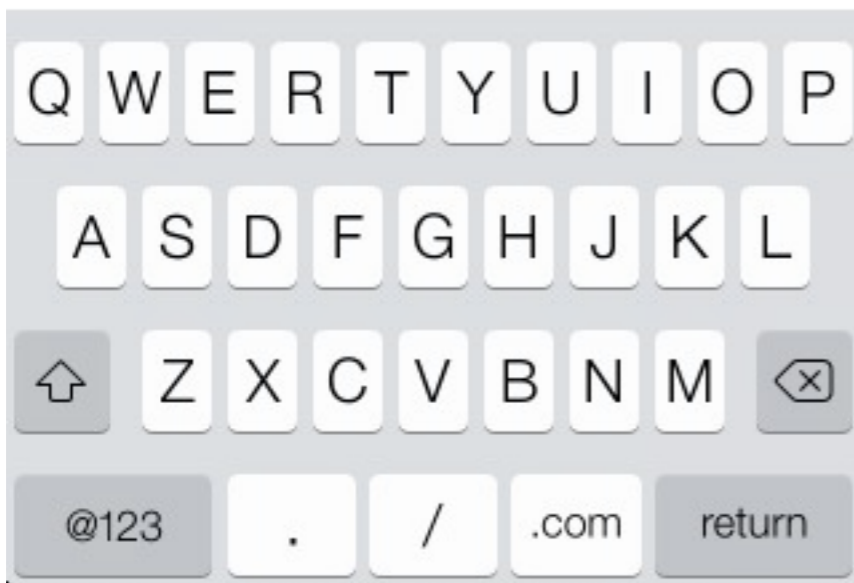 Q W E R T Y U I O P
A S D F G H J K L
Z X C V B N M
@123 . / .com return